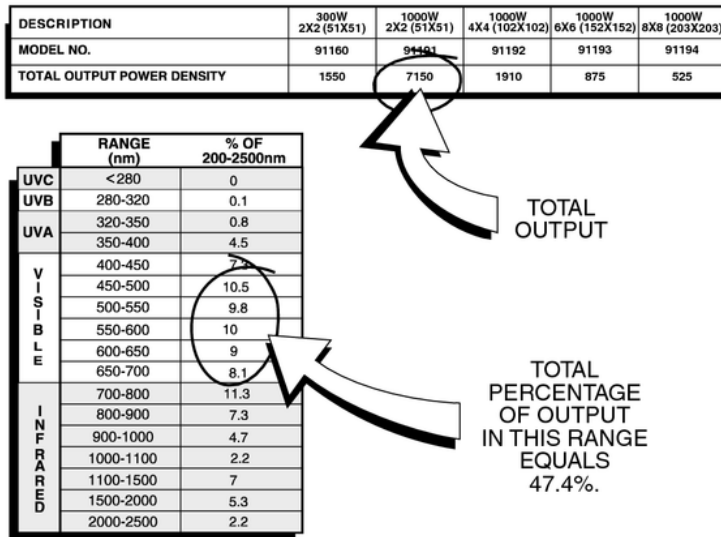 DESCRIPTION 300W 2X2 (51X51) 1000W 2X2 (51X51) 1000W 4X4 (102X102) 1000W 6X6 (152X152) 1000W 8X8 (203X203)
MODEL NO. 91160 91191 91192 91193 91194
TOTAL OUTPUT POWER DENSITY 1550 7150 1910 875 525
TOTAL
OUTPUT
RANGE (nm) % OF 200-2500nm
UVC <280 0
UVB 280-320 0.1
UVA 320-350 0.8
350-400 4.5
VISIBLE 400-450 7.3
450-500 10.5
500-550 9.8
550-600 10
600-650 9
650-700 8.1
INFRARED 700-800 11.3
800-900 7.3
900-1000 4.7
1000-1100 2.2
1100-1500 7
1500-2000 5.3
2000-2500 2.2
TOTAL
PERCENTAGE
OF OUTPUT
IN THIS RANGE
EQUALS
47.4%.